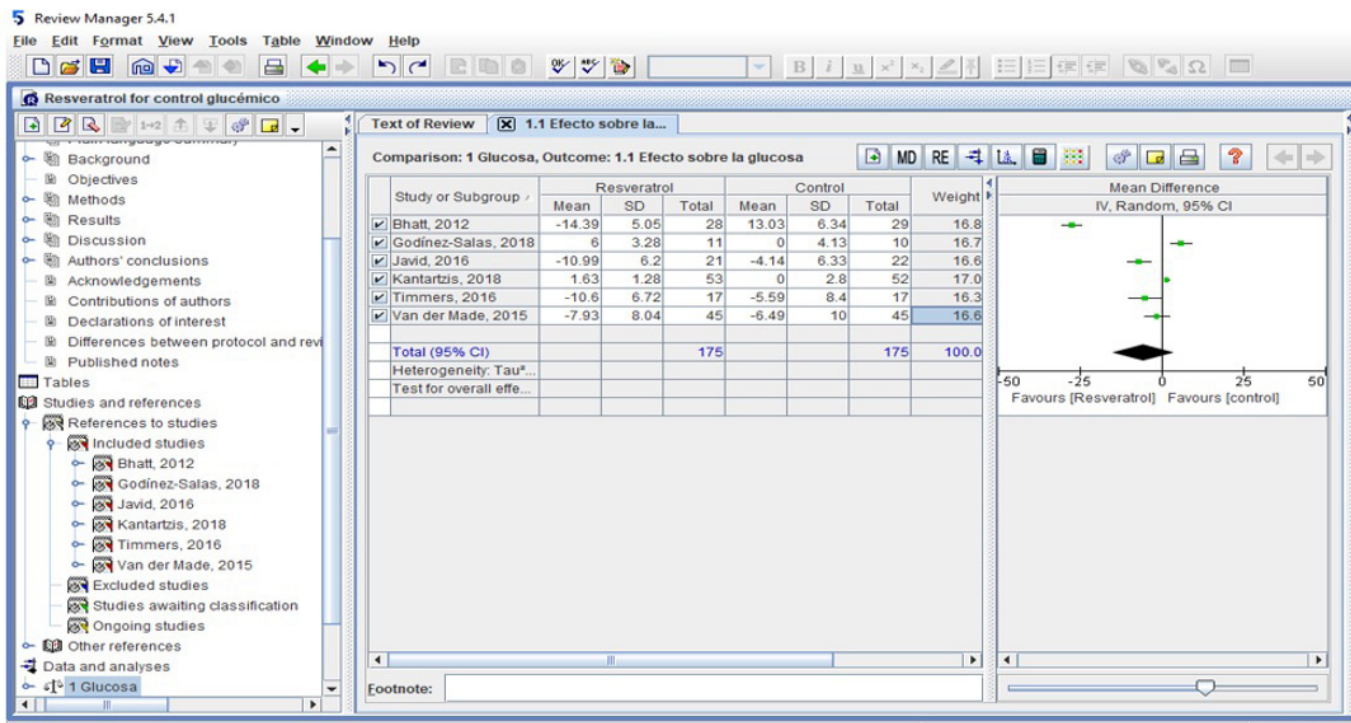 5 Review Manager 5.4.1
File Edit Format View Tools Table Window Help
Resveratrol for control glucémico
Background
Objectives
Methods
Results
Discussion
Authors' conclusions
Acknowledgements
Contributions of authors
Declarations of interest
Differences between protocol and revi
Published notes
Tables
Studies and references
References to studies
Included studies
Bhatt, 2012
Godínez-Salas, 2018
Javid, 2016
Kantartzis, 2018
Timmers, 2016
Van der Made, 2015
Excluded studies
Studies awaiting classification
Ongoing studies
Other references
Data and analyses
1 Glucosa
Text of Review 1.1 Efecto sobre la...
Comparison: 1 Glucosa, Outcome: 1.1 Efecto sobre la glucosa MD RE
Study or Subgroup Resveratrol Control Weight
Mean SD Total Mean SD Total
Bhatt, 2012 -14.39 5.05 28 13.03 6.34 29 16.8
Godínez-Salas, 2018 6 3.28 11 0 4.13 10 16.7
Javid, 2016 -10.99 6.2 21 -4.14 6.33 22 16.6
Kantartzis, 2018 1.63 1.28 53 0 2.8 52 17.0
Timmers, 2016 -10.6 6.72 17 -5.59 8.4 17 16.3
Van der Made, 2015 -7.93 8.04 45 -6.49 10 45 16.6
Total (95% CI) 175 175 100.0
Heterogeneity: Tau²...
Test for overall effe...
Mean Difference
IV, Random, 95% CI
-50 -25 0 25 50
Favours [Resveratrol] Favours [control]
Footnote: